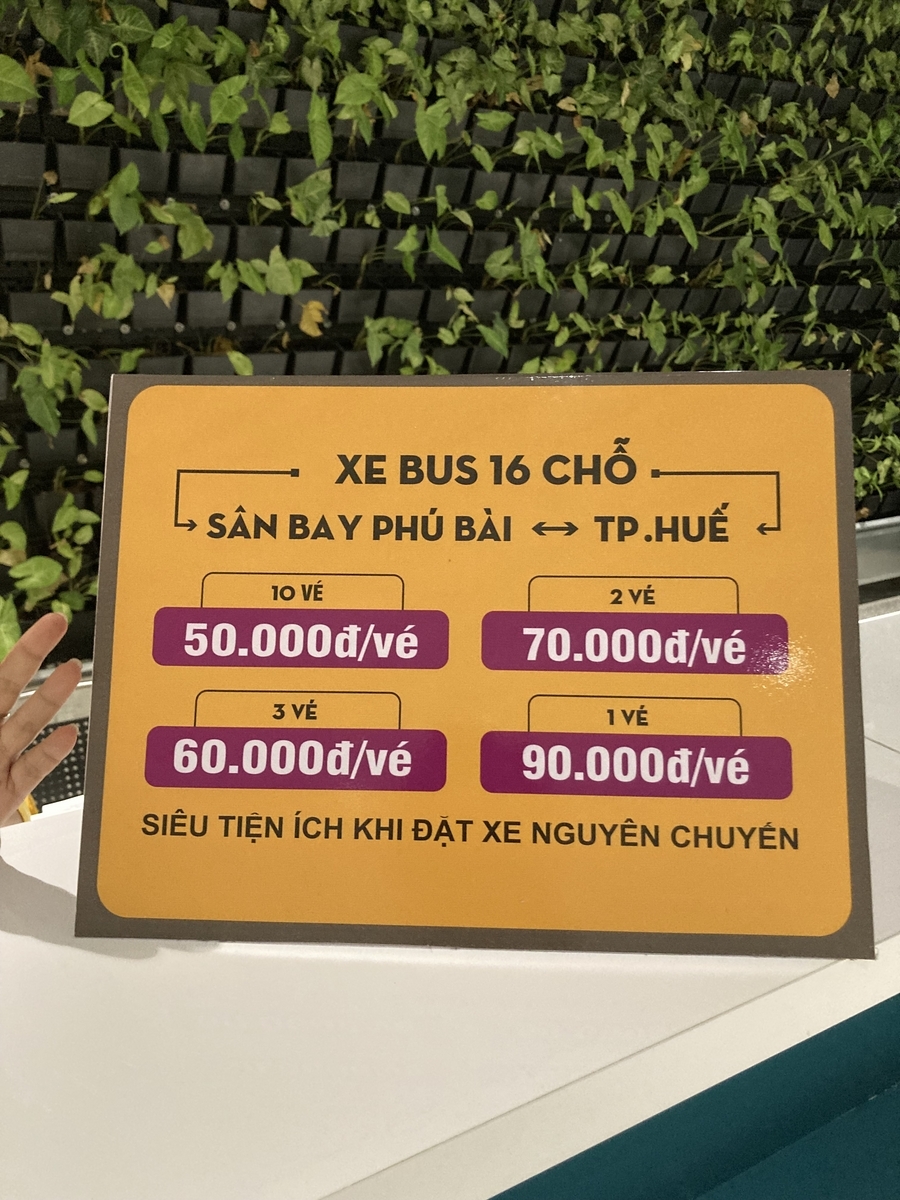 XE BUS 16 CHỖ
SÂN BAY PHÚ BÀI ↔ TP.HUẾ
10 VÉ
50.000đ/vé
2 VÉ
70.000đ/vé
3 VÉ
60.000đ/vé
1 VÉ
90.000đ/vé
SIÊU TIỆN ÍCH KHI ĐẶT XE NGUYÊN CHUYẾN